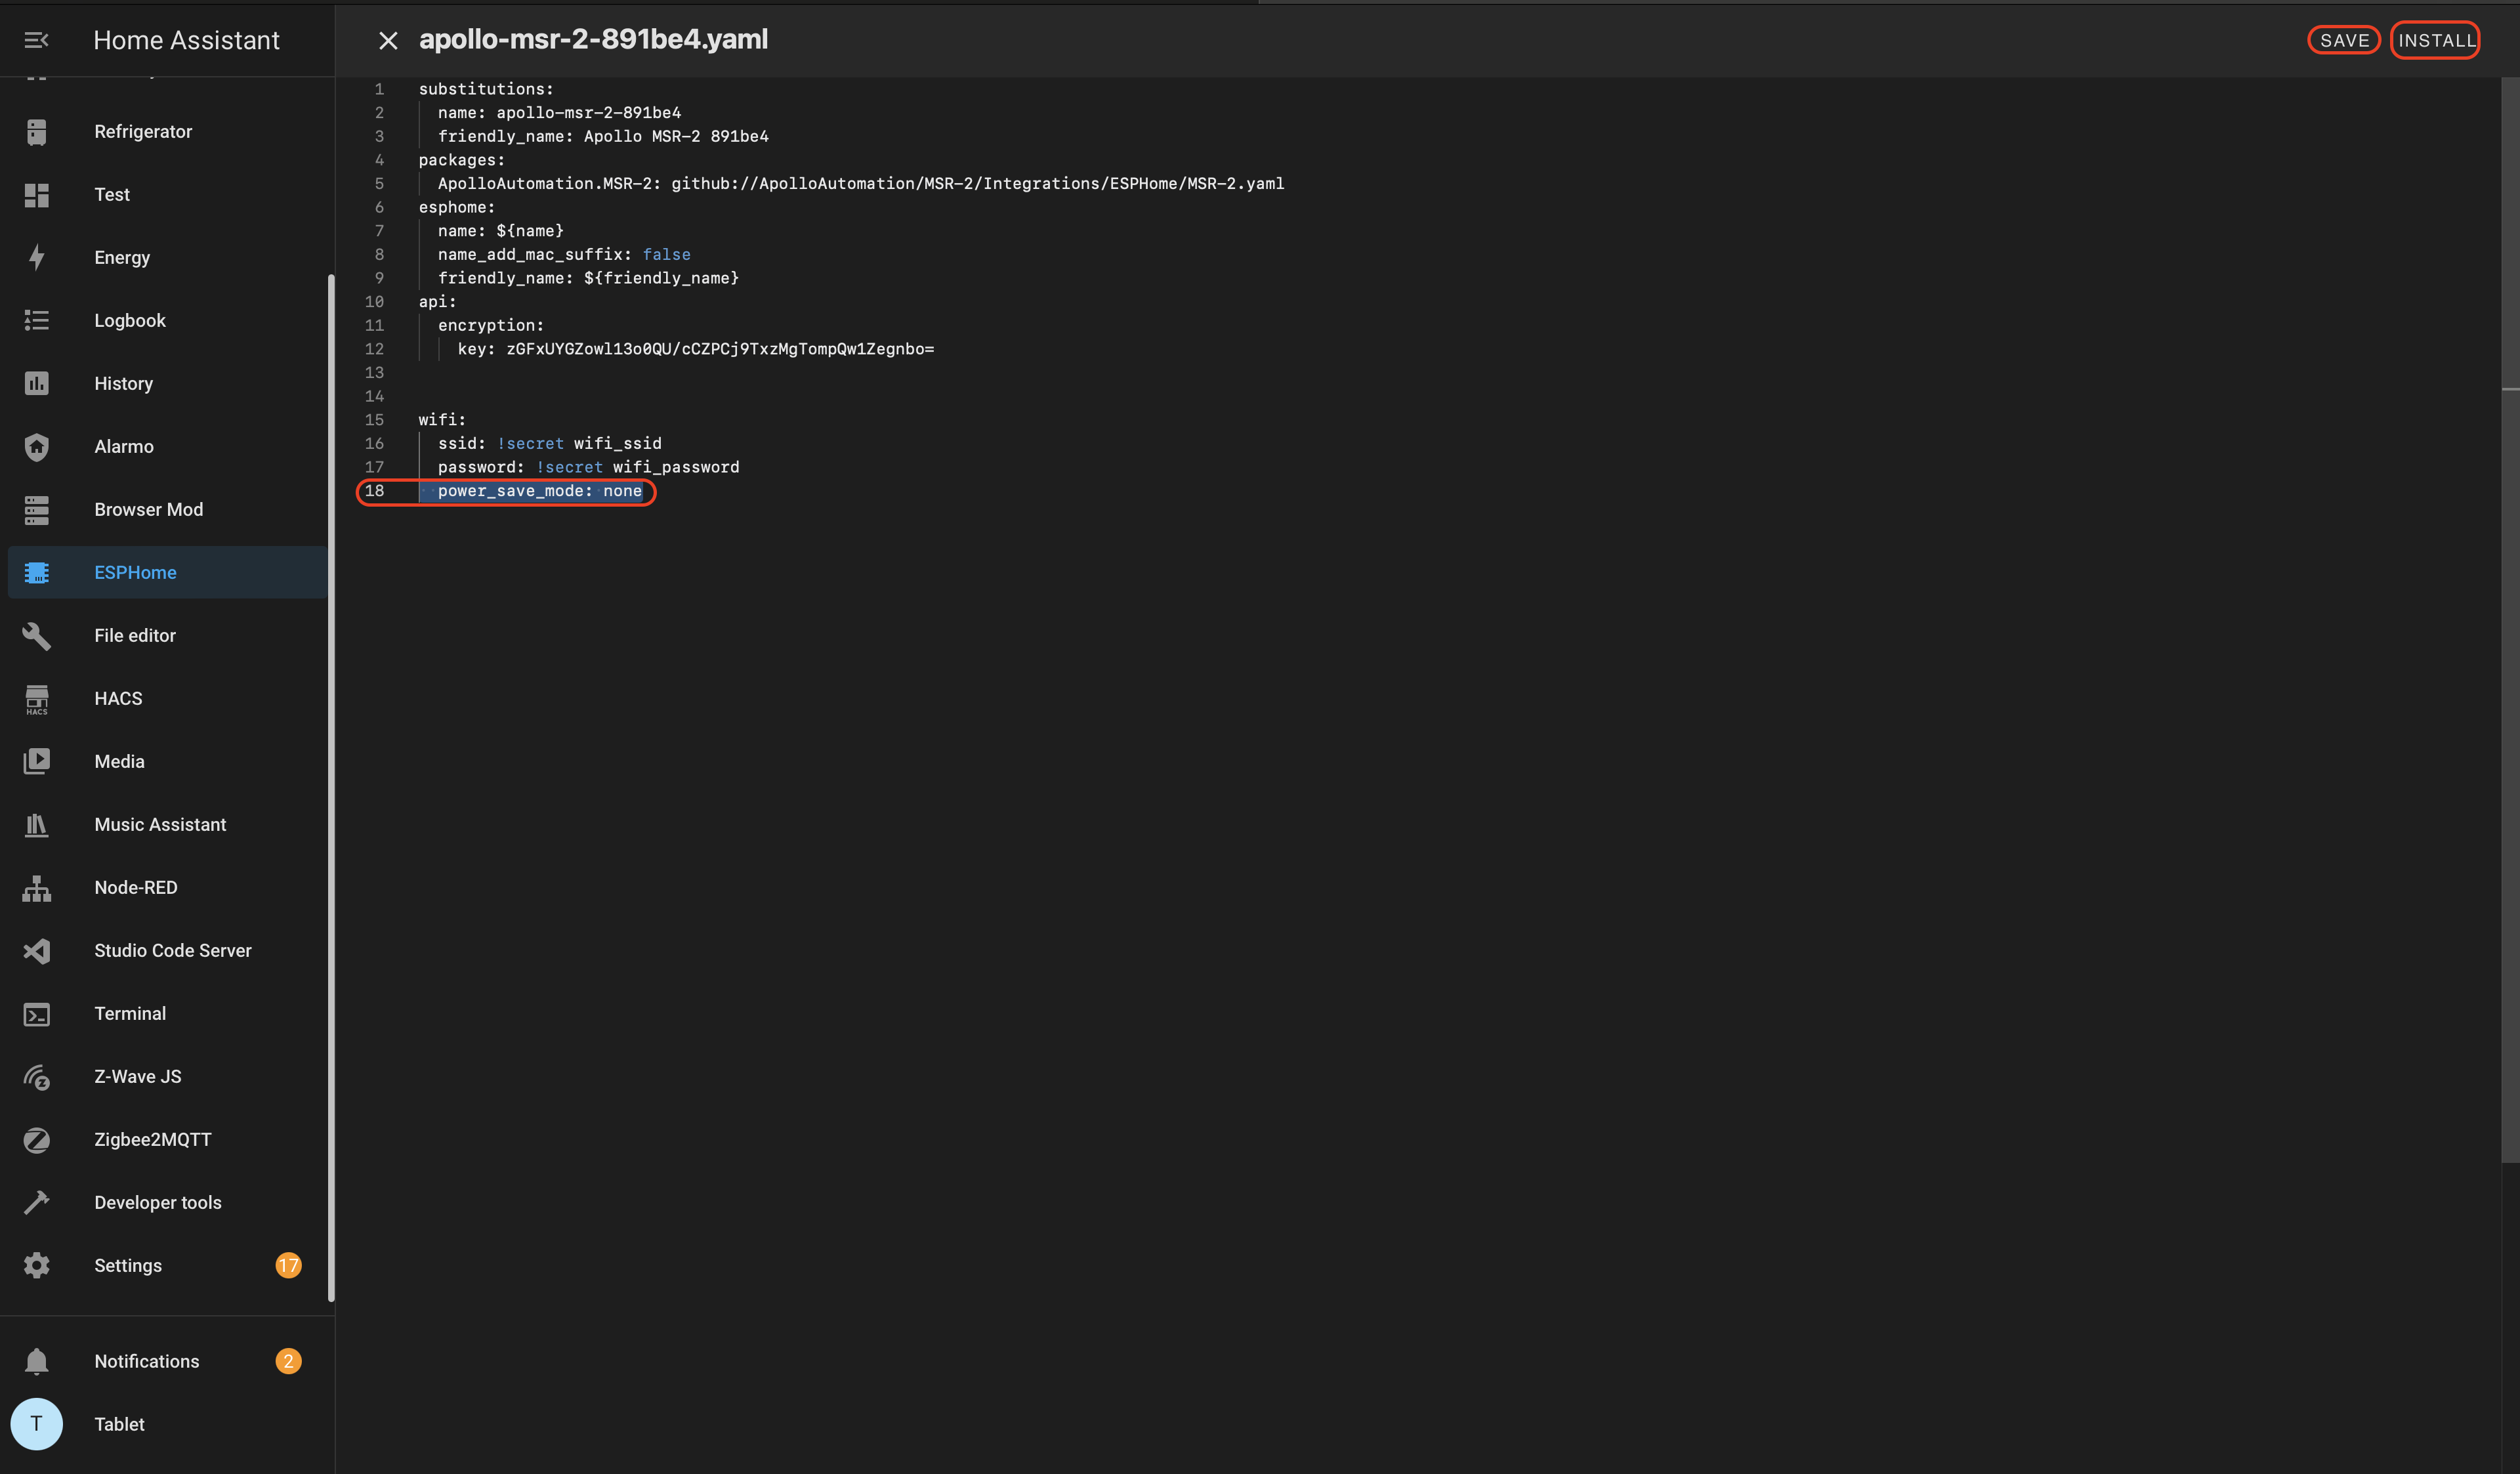 Home Assistant
apollo-msr-2-891be4.yaml
SAVE
INSTALL
Refrigerator
Test
Energy
Logbook
History
Alarmo
Browser Mod
ESPHome
File editor
HACS
HACS
Media
Music Assistant
Node-RED
Studio Code Server
Terminal
Z-Wave JS
Zigbee2MQTT
Developer tools
Settings 17
Notifications 2
T Tablet
1 substitutions:
2 name: apollo-msr-2-891be4
3 friendly_name: Apollo MSR-2 891be4
4 packages:
5 ApolloAutomation.MSR-2: github://ApolloAutomation/MSR-2/Integrations/ESPHome/MSR-2.yaml
6 esphome:
7 name: ${name}
8 name_add_mac_suffix: false
9 friendly_name: ${friendly_name}
10 api:
11 encryption:
12 key: zGFxUYGZowl13o0QU/cCZPCj9TxzMgTompQw1Zegnbo=
13
14
15 wifi:
16 ssid: !secret wifi_ssid
17 password: !secret wifi_password
18 power_save_mode: none